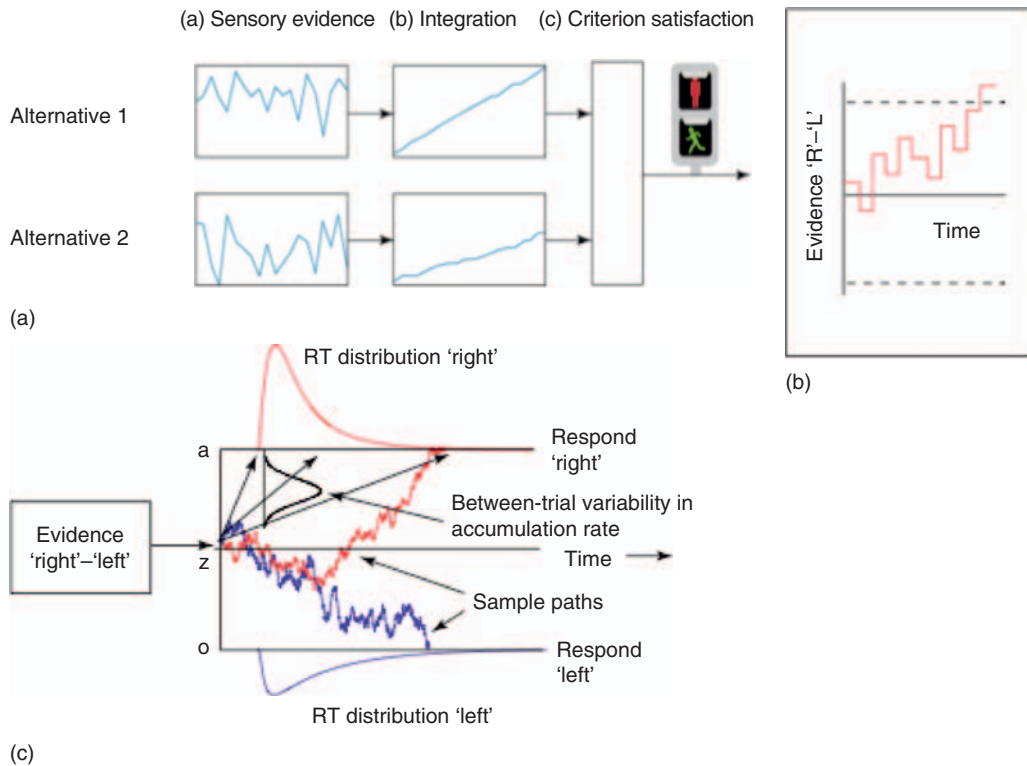 (a) Sensory evidence (b) Integration (c) Criterion satisfaction
Alternative 1
Alternative 2
(a)
Evidence 'R'–'L'
Time
(b)
RT distribution 'right'
a
Respond
'right'
Between-trial variability in
accumulation rate
Evidence
'right'–'left'
z
Time
Sample paths
o
Respond
'left'
RT distribution 'left'
(c)